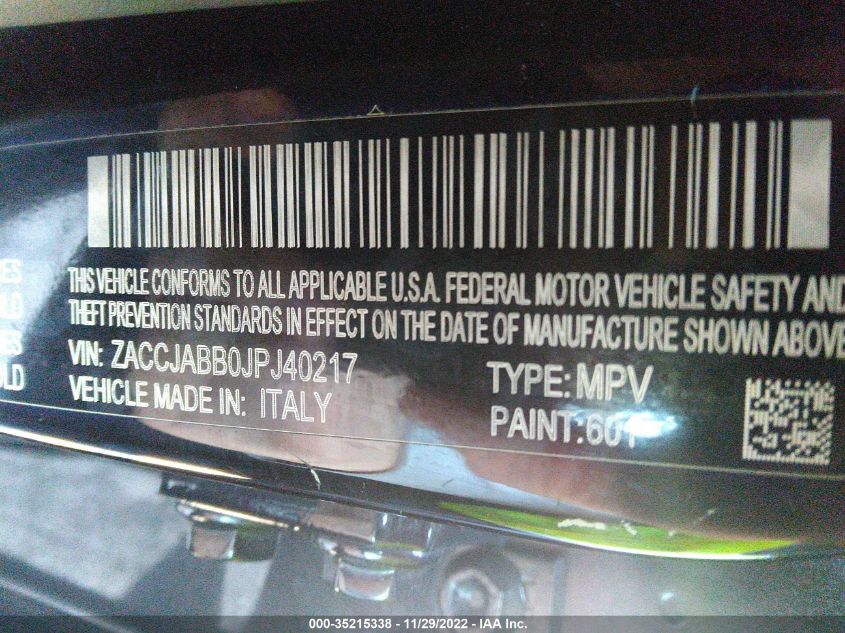 THIS VEHICLE CONFORMS TO ALL APPLICABLE U.S.A. FEDERAL MOTOR VEHICLE SAFETY AND
THEFT PREVENTION STANDARDS IN EFFECT ON THE DATE OF MANUFACTURE SHOWN ABOVE
VIN: ZACCJABB0JPJ40217 TYPE: MPV
VEHICLE MADE IN: ITALY PAINT:601
000-35215338 - 11/29/2022 - IAA Inc.